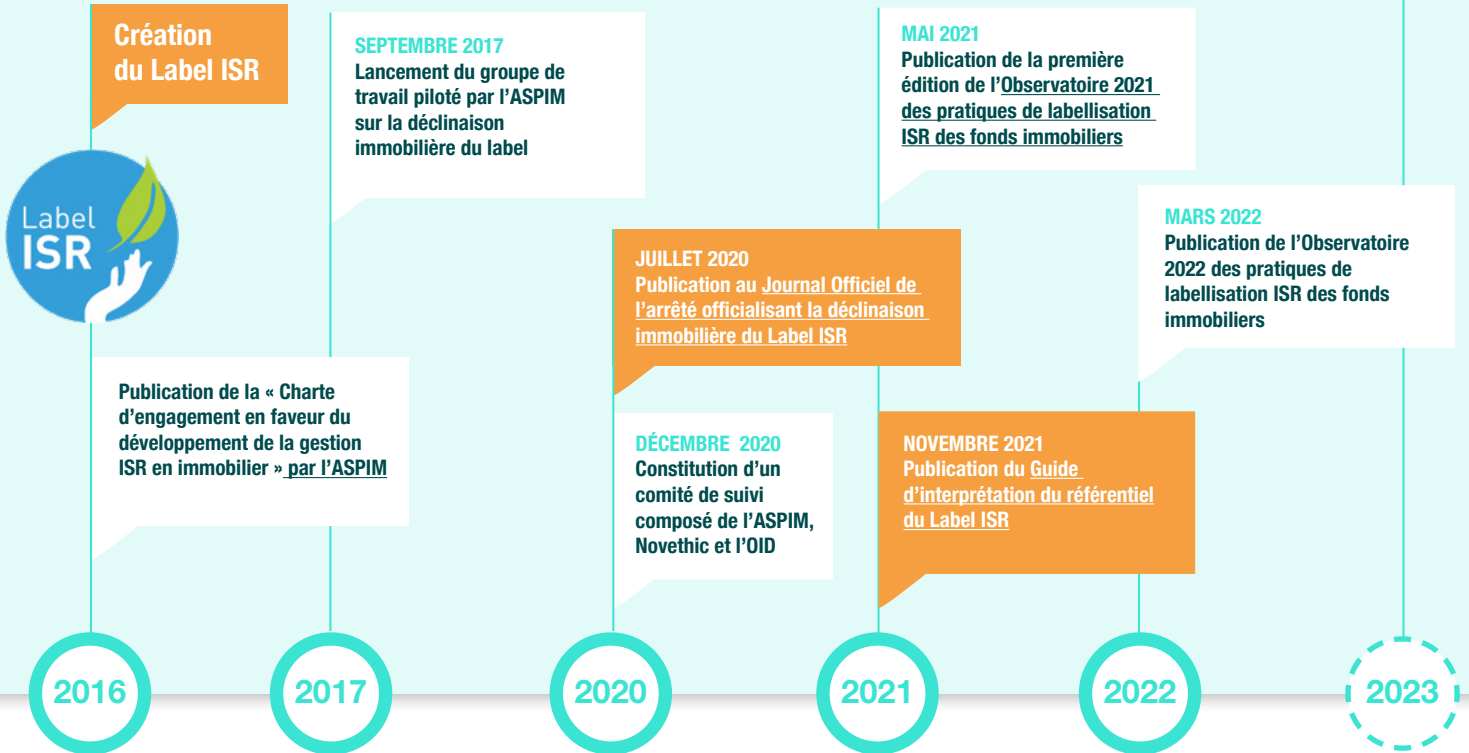 Création
du Label ISR
Label
ISR
Publication de la « Charte
d'engagement en faveur du
développement de la gestion
ISR en immobilier » par l'ASPIM
SEPTEMBRE 2017
Lancement du groupe de
travail piloté par l'ASPIM
sur la déclinaison
immobilière du label
JUILLET 2020
Publication au Journal Officiel de
l'arrêté officialisant la déclinaison
immobilière du Label ISR
DÉCEMBRE 2020
Constitution d'un
comité de suivi
composé de l'ASPIM,
Novethic et l'OID
MAI 2021
Publication de la première
édition de l'Observatoire 2021
des pratiques de labellisation
ISR des fonds immobiliers
NOVEMBRE 2021
Publication du Guide
d'interprétation du référentiel
du Label ISR
MARS 2022
Publication de l'Observatoire
2022 des pratiques de
labellisation ISR des fonds
immobiliers
2016
2017
2020
2021
2022
2023